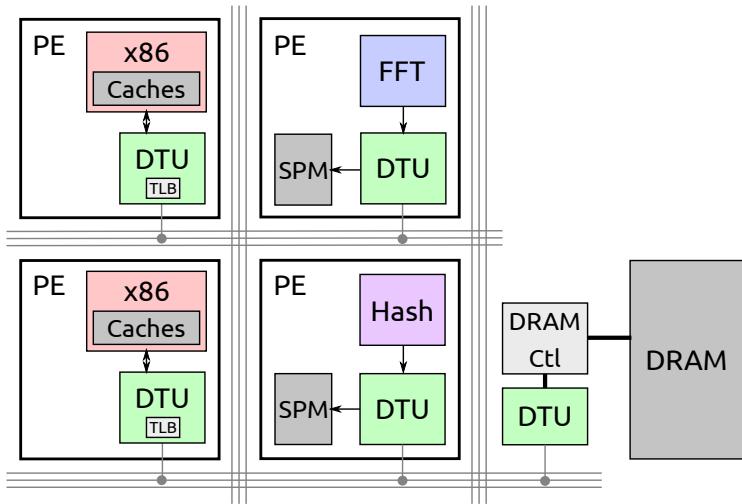 PE
x86
Caches
DTU
TLB
PE
FFT
SPM
DTU
PE
x86
Caches
DTU
TLB
PE
Hash
SPM
DTU
DRAM
Ctl
DTU
DRAM